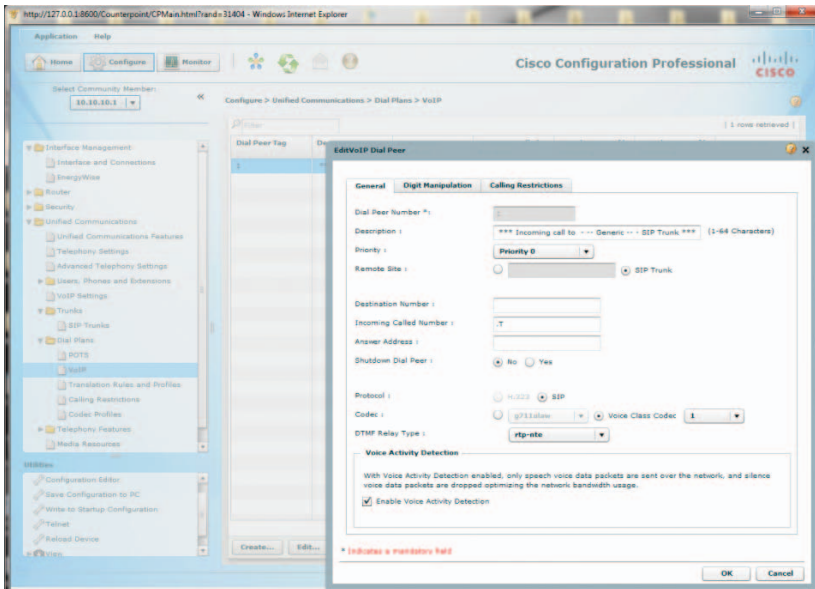 http://127.0.0.1:8600/Counterpoint/CPMain.html?rand=31404 - Windows Internet Explorer
Application Help
Home Configure Monitor
Cisco Configuration Professional
CISCO
Select Community Member:
10.10.10.1
Configure > Unified Communications > Dial Plans > VoIP
Filter
[ 1 rows retrieved ]
Dial Peer Tag
1
Interface Management
Interface and Connections
EnergyWise
Router
Security
Unified Communications
Unified Communications Features
Telephony Settings
Advanced Telephony Settings
Users, Phones and Extensions
VoIP Settings
Trunks
SIP Trunks
Dial Plans
POTS
VoIP
Translation Rules and Profiles
Calling Restrictions
Codec Profiles
Telephony Features
Media Resources
Utilities
Configuration Editor
Save Configuration to PC
Write to Startup Configuration
Telnet
Reload Device
View
Create... Edit...
EditVoIP Dial Peer
General Digit Manipulation Calling Restrictions
Dial Peer Number *: 1
Description : *** Incoming call to --- Generic -- - SIP Trunk *** (1-64 Characters)
Priority : Priority 0
Remote Site : SIP Trunk
Destination Number :
Incoming Called Number : .T
Answer Address :
Shutdown Dial Peer : No Yes
Protocol : H.323 SIP
Codec : g711ulaw Voice Class Codec 1
DTMF Relay Type : rtp-nte
Voice Activity Detection
With Voice Activity Detection enabled, only speech voice data packets are sent over the network, and silence
voice data packets are dropped optimizing the network bandwidth usage.
Enable Voice Activity Detection
* Indicates a mandatory field
OK Cancel